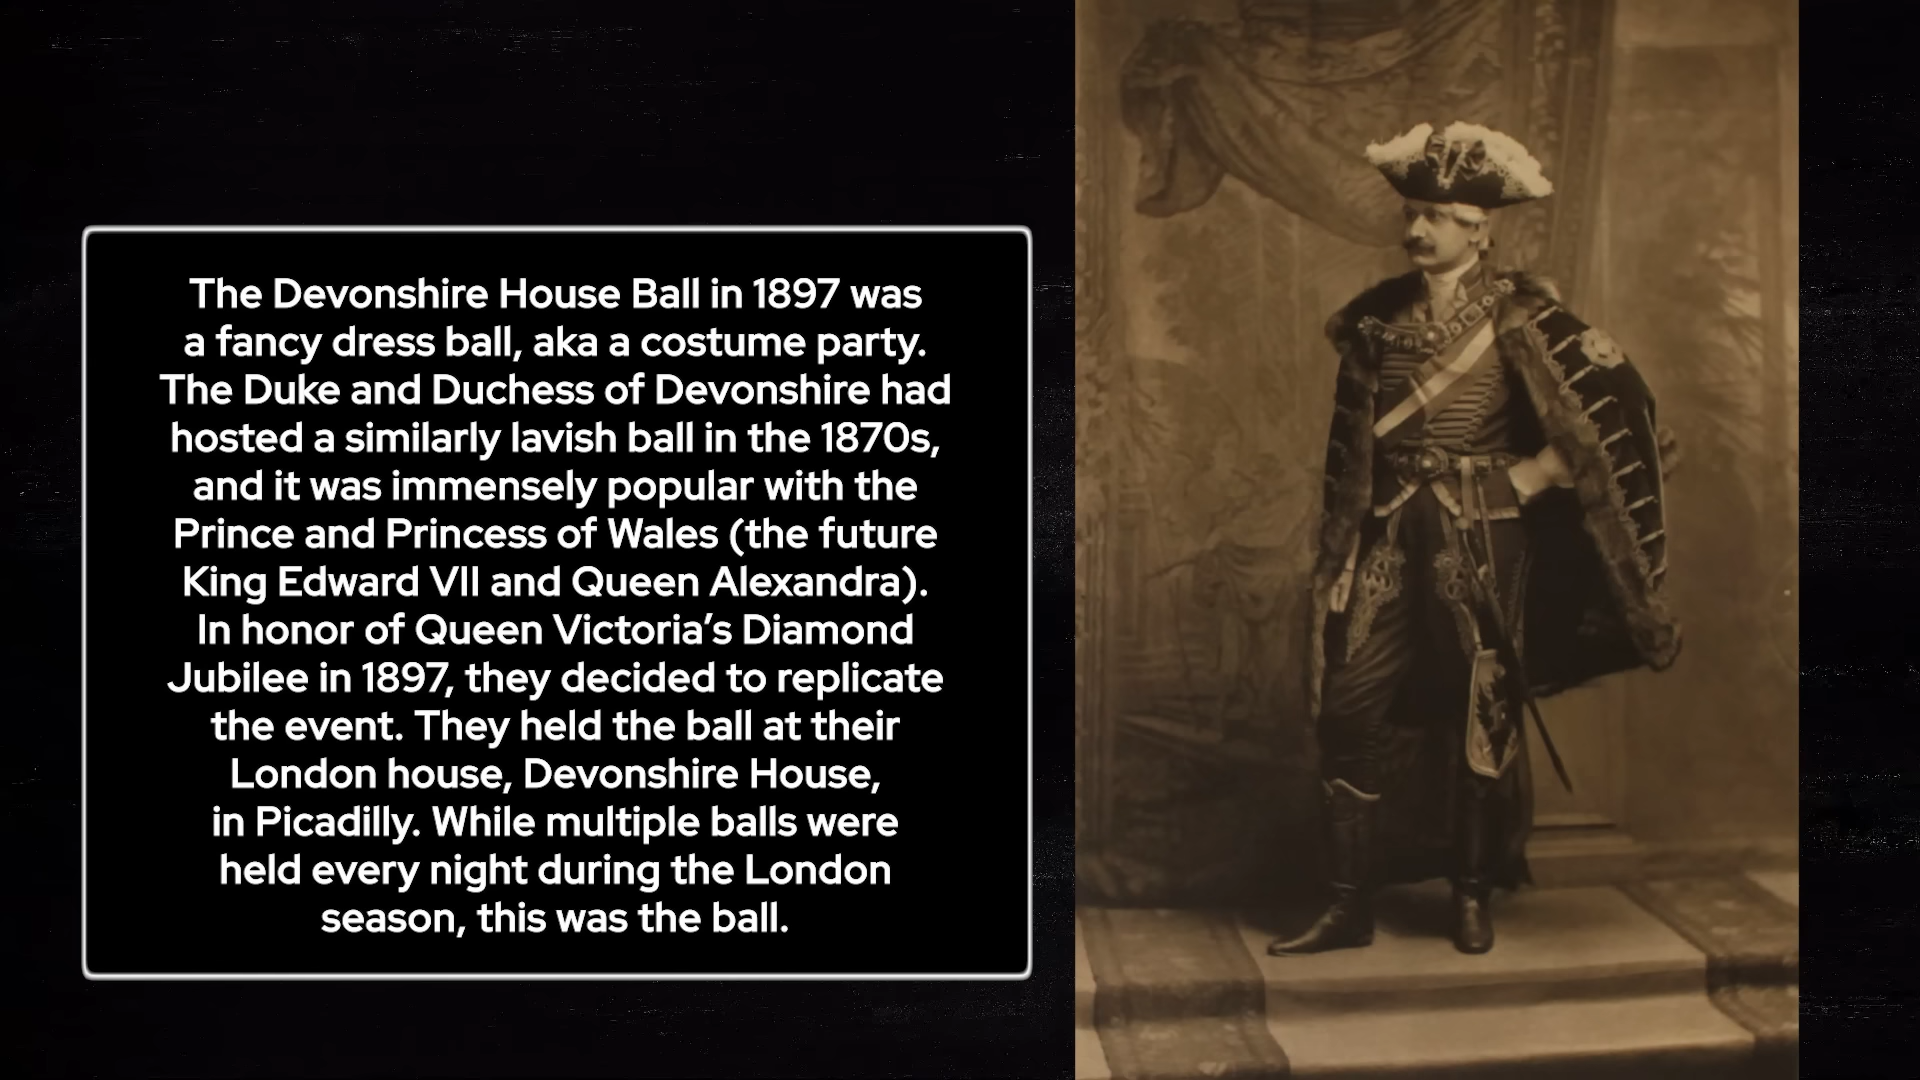 The Devonshire House Ball in 1897 was
a fancy dress ball, aka a costume party.
The Duke and Duchess of Devonshire had
hosted a similarly lavish ball in the 1870s,
and it was immensely popular with the
Prince and Princess of Wales (the future
King Edward VII and Queen Alexandra).
In honor of Queen Victoria’s Diamond
Jubilee in 1897, they decided to replicate
the event. They held the ball at their
London house, Devonshire House,
in Picadilly. While multiple balls were
held every night during the London
season, this was the ball.